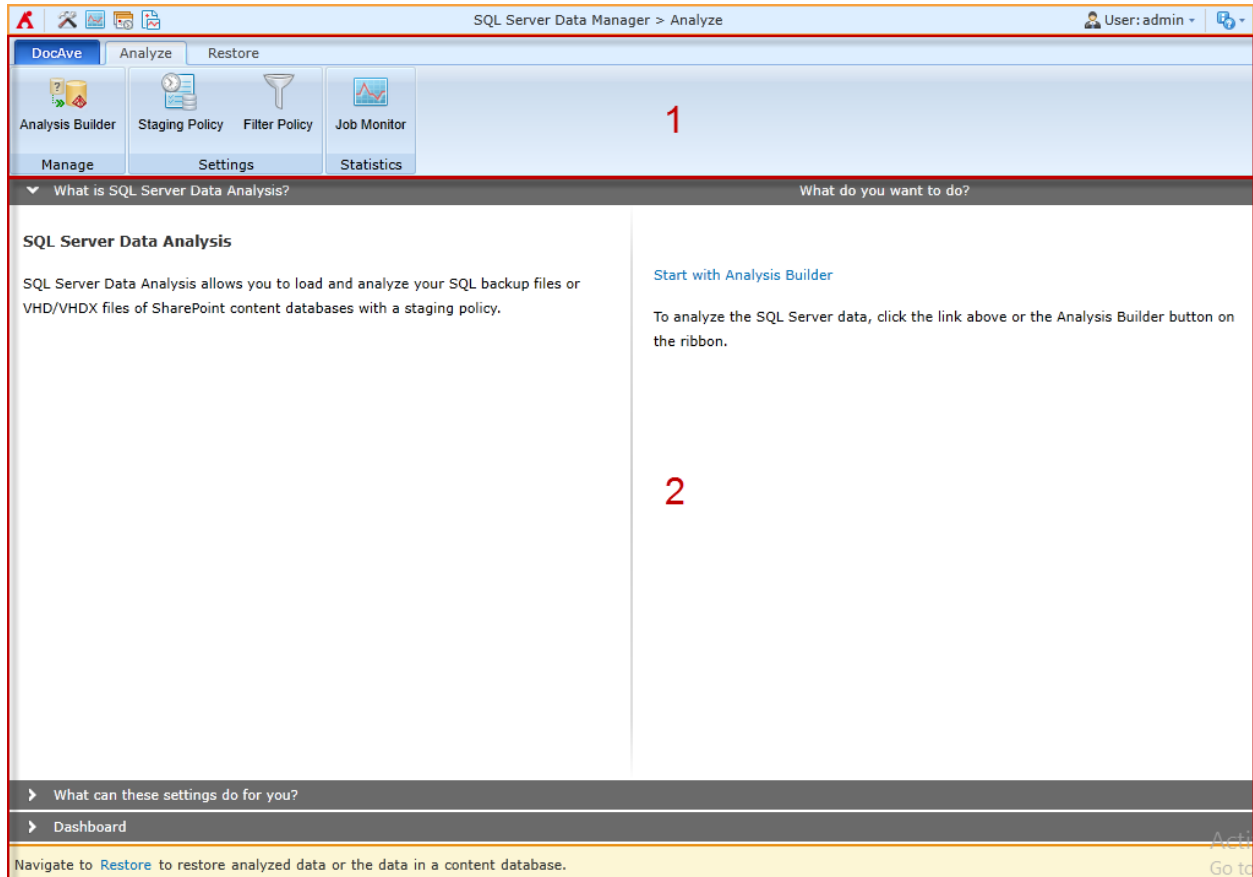 SQL Server Data Manager > Analyze
User: admin
DocAve Analyze Restore
1
Analysis Builder Staging Policy Filter Policy Job Monitor
Manage Settings Statistics
What is SQL Server Data Analysis? What do you want to do?
SQL Server Data Analysis
SQL Server Data Analysis allows you to load and analyze your SQL backup files or
VHD/VHDX files of SharePoint content databases with a staging policy.
Start with Analysis Builder
To analyze the SQL Server data, click the link above or the Analysis Builder button on
the ribbon.
2
What can these settings do for you?
Dashboard
Navigate to Restore to restore analyzed data or the data in a content database.
Acti
Go to